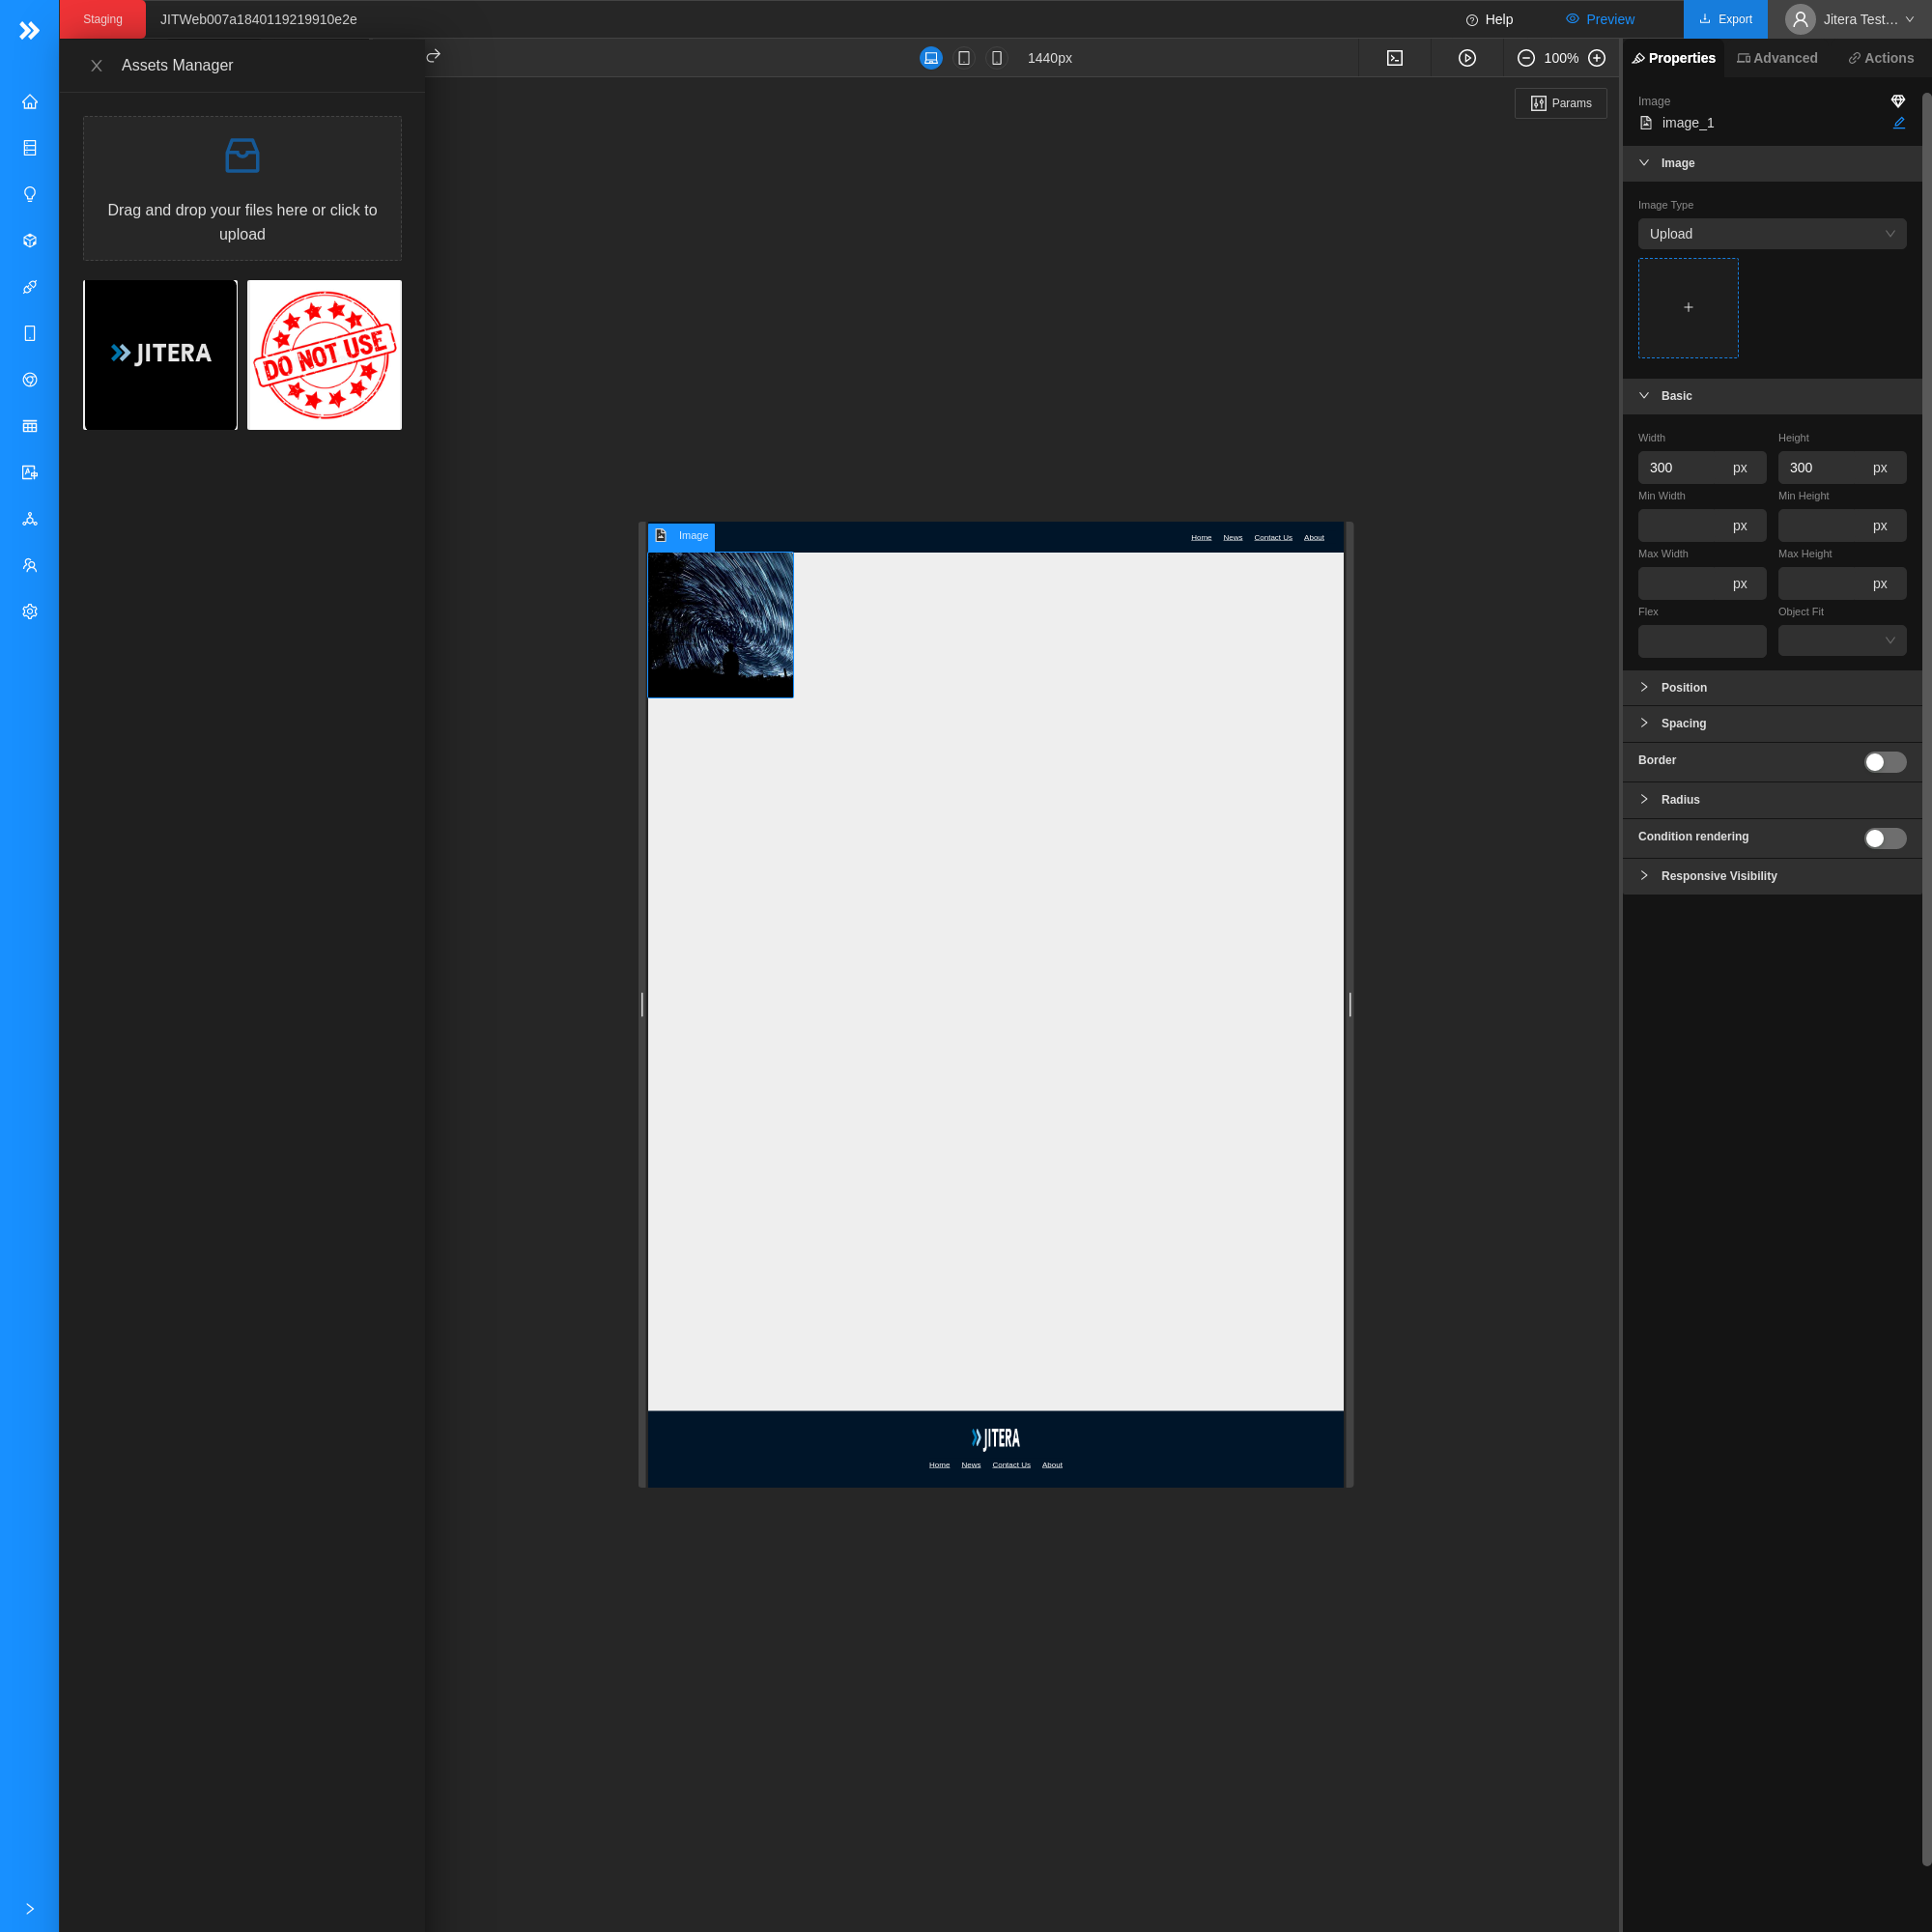 Staging
JITWeb007a1840119219910e2e
Help
Preview
Export
Jitera Test...
Assets Manager
1440px
100%
Properties
Advanced
Actions
Params
Drag and drop your files here or click to
upload
JITERA
DO NOT USE
Image
image_1
Image
Image Type
Upload
Basic
Width
Height
300
px
300
px
Min Width
Min Height
px
px
Max Width
Max Height
px
px
Flex
Object Fit
Position
Spacing
Border
Radius
Condition rendering
Responsive Visibility
Image
Home
News
Contact Us
About
JITERA
Home
News
Contact Us
About